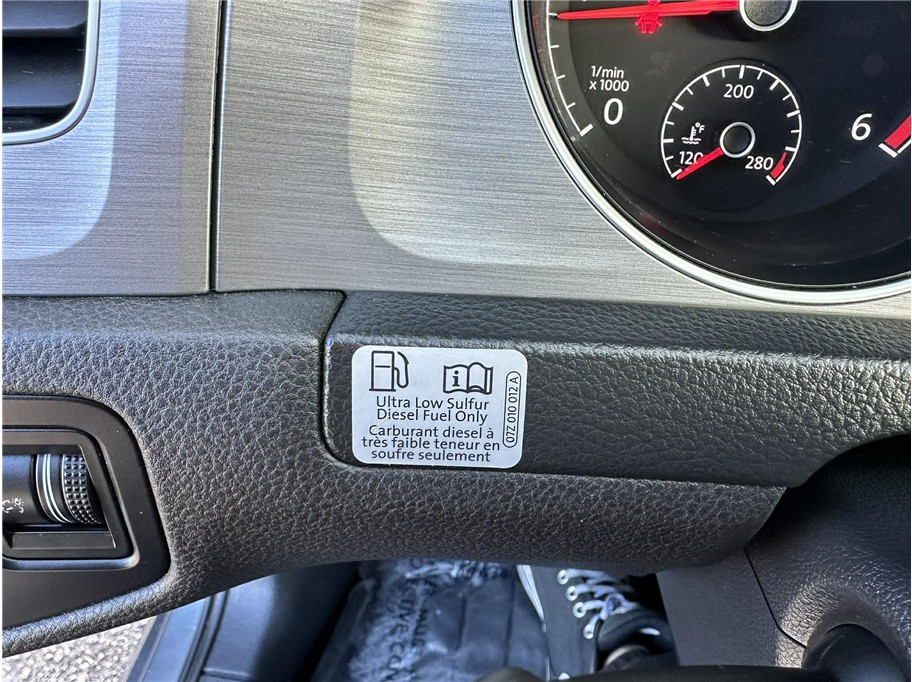 1/min
x 1000
0
200
°F
120
280
6
Ultra Low Sulfur
Diesel Fuel Only
Carburant diesel à
très faible teneur en
soufre seulement
07Z 010 012 A